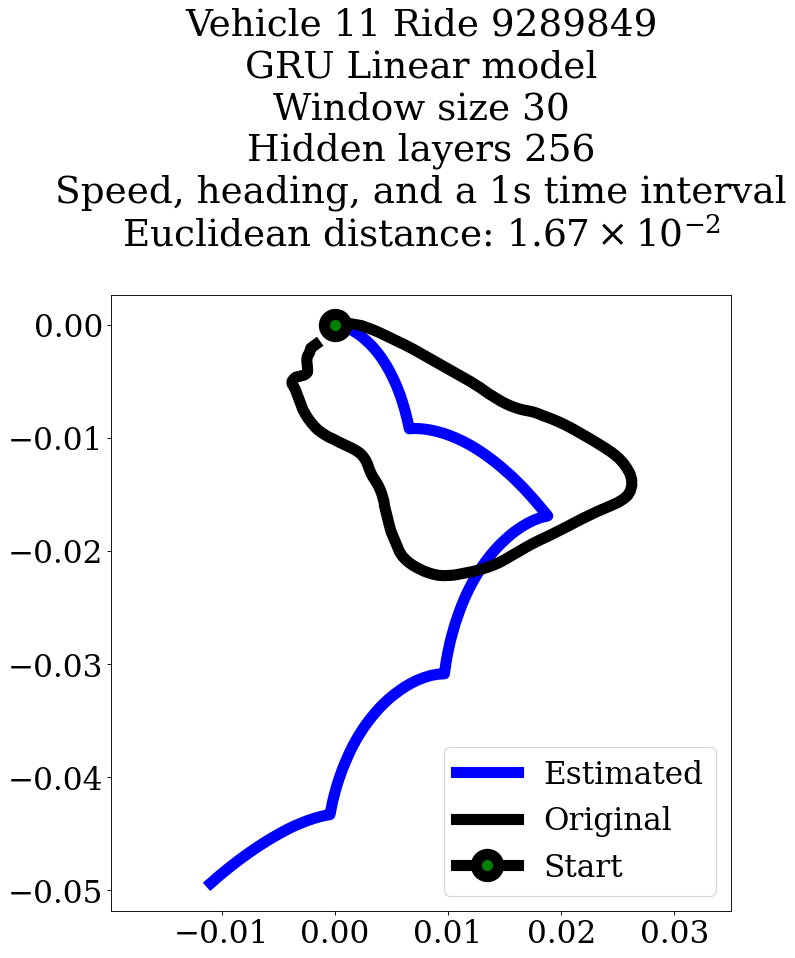 Vehicle 11 Ride 9289849
GRU Linear model
Window size 30
Hidden layers 256
Speed, heading, and a 1s time interval
Euclidean distance: 1.67 × 10⁻²
0.00
−0.01
−0.02
−0.03
−0.04
−0.05
Estimated
Original
Start
−0.01 0.00 0.01 0.02 0.03